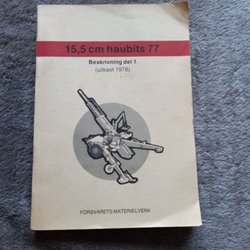 15,5 cm haubits 77
Beskrivning del 1
(utkast 1978)
FÖRSVARETS MATERIELVERK